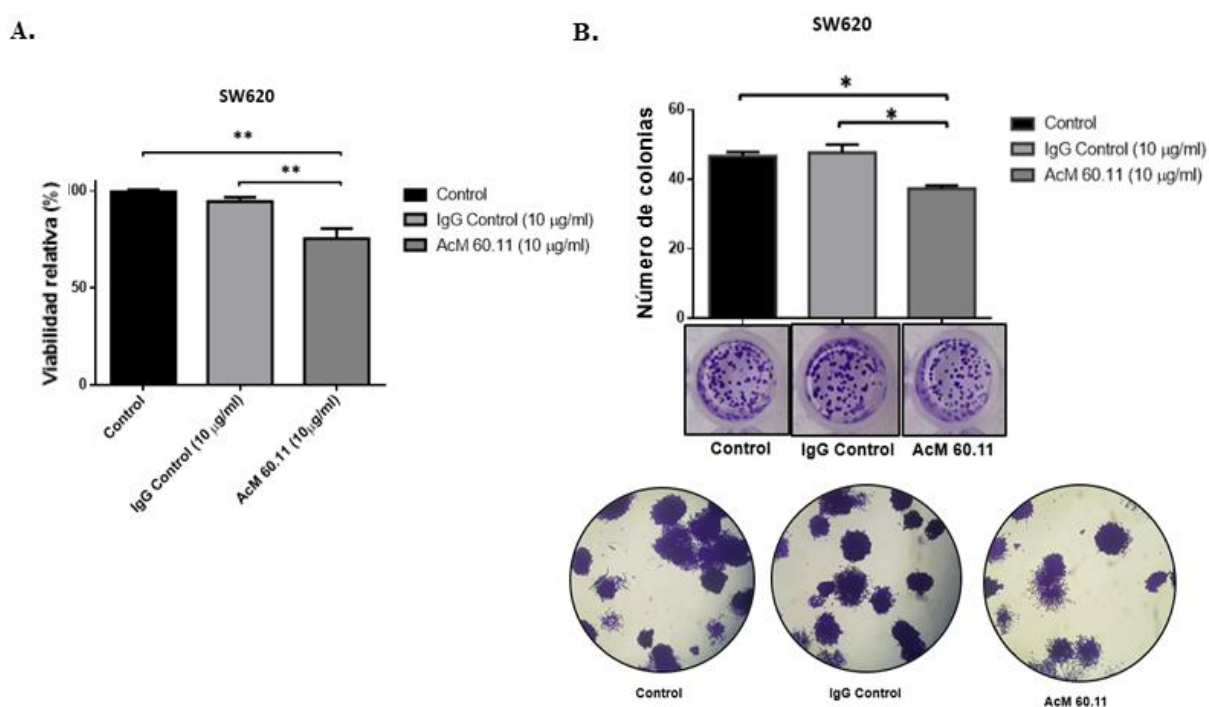 A.
SW620
**
**
Viabilidad relativa (%)
100
50
0
Control
IgG Control (10 µg/ml)
AcM 60.11 (10µg/ml)
Control
IgG Control (10 µg/ml)
AcM 60.11 (10 µg/ml)
B.
SW620
*
*
Número de colonias
60
40
20
0
Control
IgG Control (10 µg/ml)
AcM 60.11 (10 µg/ml)
Control
IgG Control
AcM 60.11
Control
IgG Control
AcM 60.11